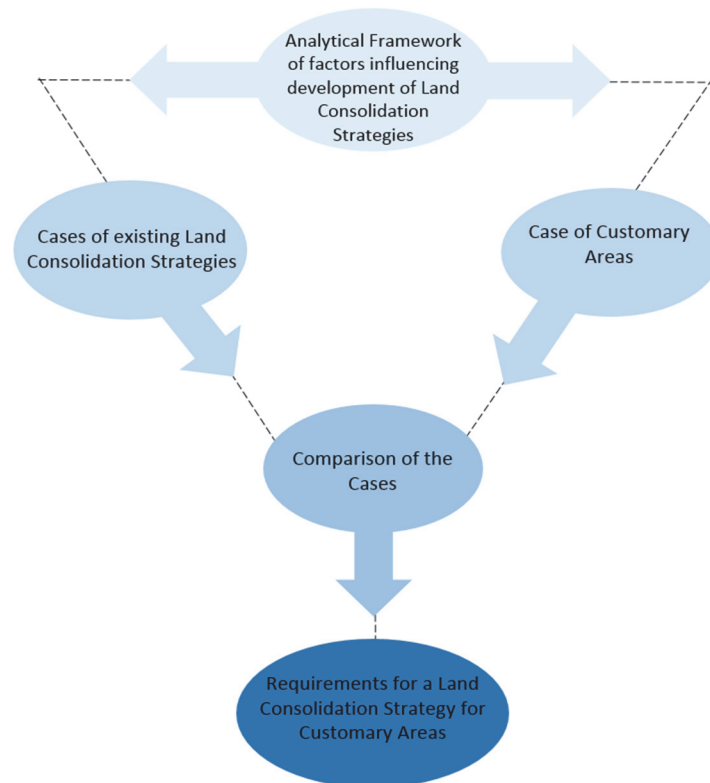 Analytical Framework
of factors influencing
development of Land
Consolidation
Strategies
Cases of existing Land
Consolidation Strategies
Case of Customary
Areas
Comparison of the
Cases
Requirements for a Land
Consolidation Strategy for
Customary Areas